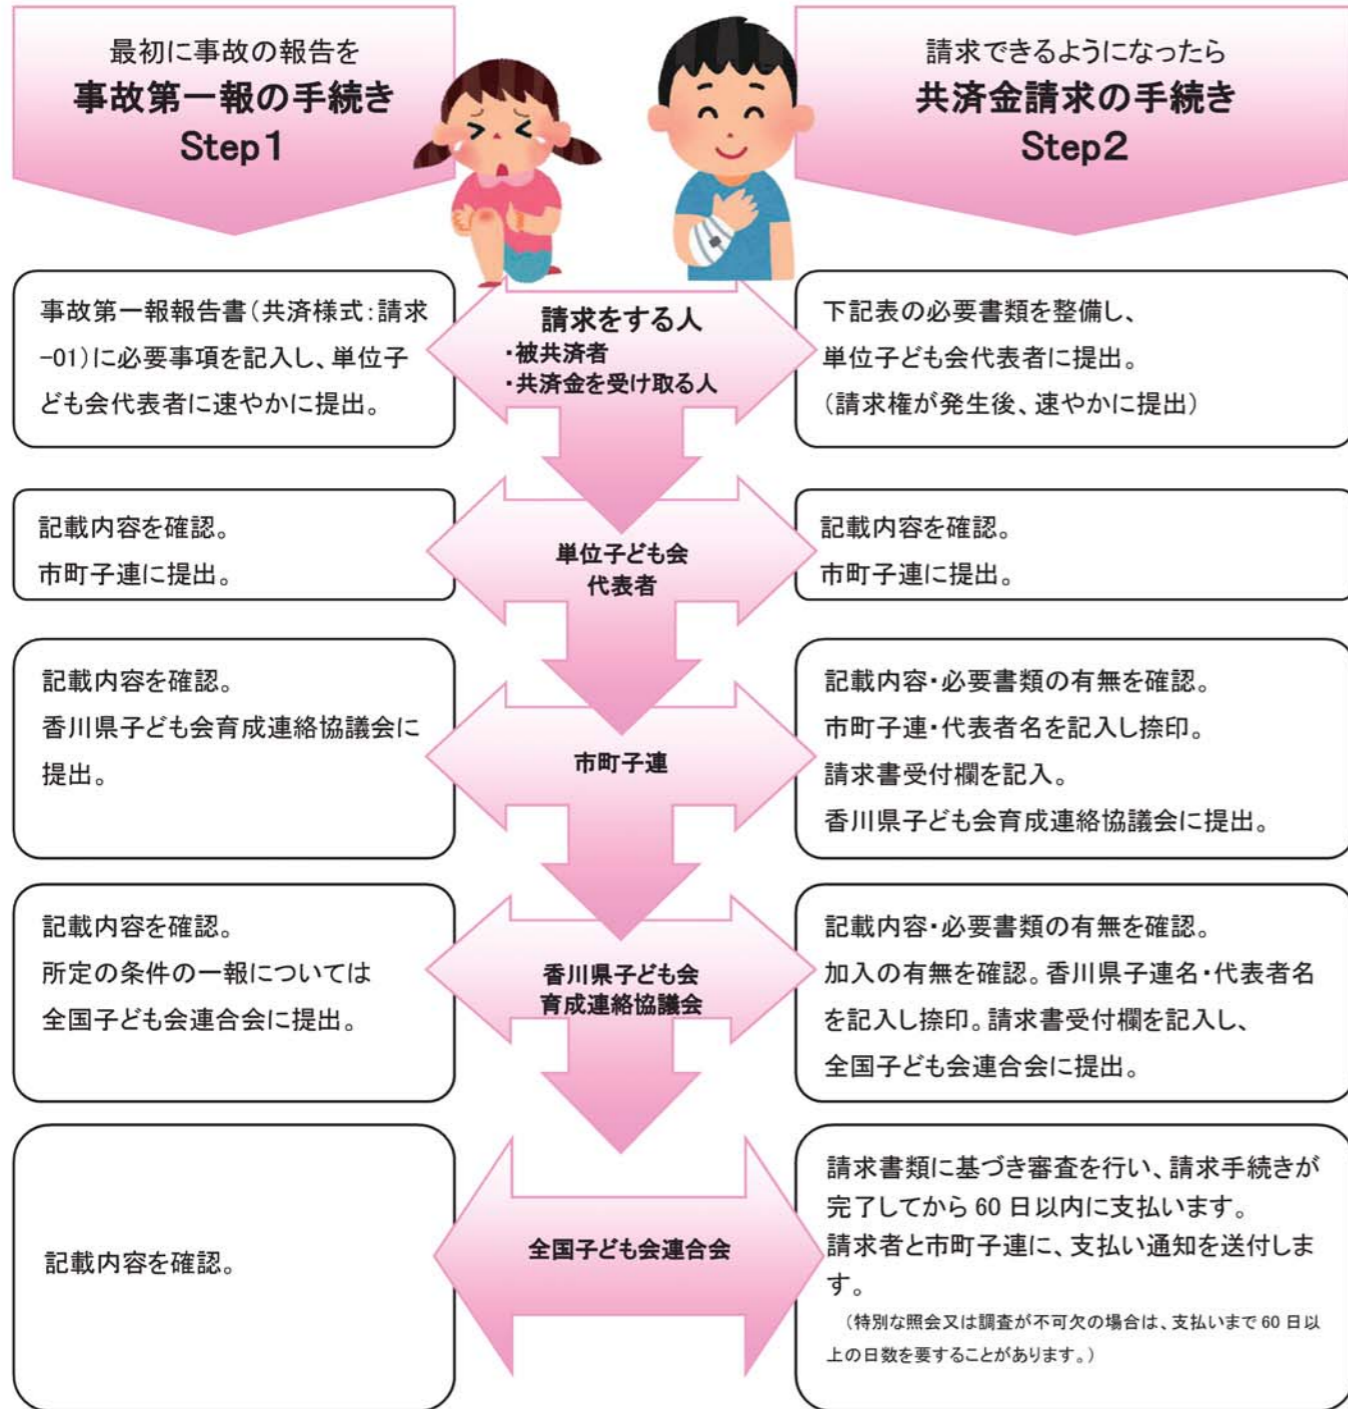 最初に事故の報告を
事故第一報の手続き
Step1
請求できるようになったら
共済金請求の手続き
Step2
事故第一報報告書(共済様式:請求
-01)に必要事項を記入し、単位子
ども会代表者に速やかに提出。
請求をする人
・被共済者
・共済金を受け取る人
下記表の必要書類を整備し、
単位子ども会代表者に提出。
(請求権が発生後、速やかに提出)
記載内容を確認。
市町子連に提出。
単位子ども会
代表者
記載内容を確認。
市町子連に提出。
記載内容を確認。
香川県子ども会育成連絡協議会に
提出。
市町子連
記載内容・必要書類の有無を確認。
市町子連・代表者名を記入し捺印。
請求書受付欄を記入。
香川県子ども会育成連絡協議会に提出。
記載内容を確認。
所定の条件の一報については
全国子ども会連合会に提出。
香川県子ども会
育成連絡協議会
記載内容・必要書類の有無を確認。
加入の有無を確認。香川県子連名・代表者名
を記入し捺印。請求書受付欄を記入し、
全国子ども会連合会に提出。
記載内容を確認。
全国子ども会連合会
請求書類に基づき審査を行い、請求手続きが
完了してから 60 日以内に支払います。
請求者と市町子連に、支払い通知を送付しま
す。
(特別な照会又は調査が不可欠の場合は、支払いまで 60 日以
上の日数を要することがあります。)